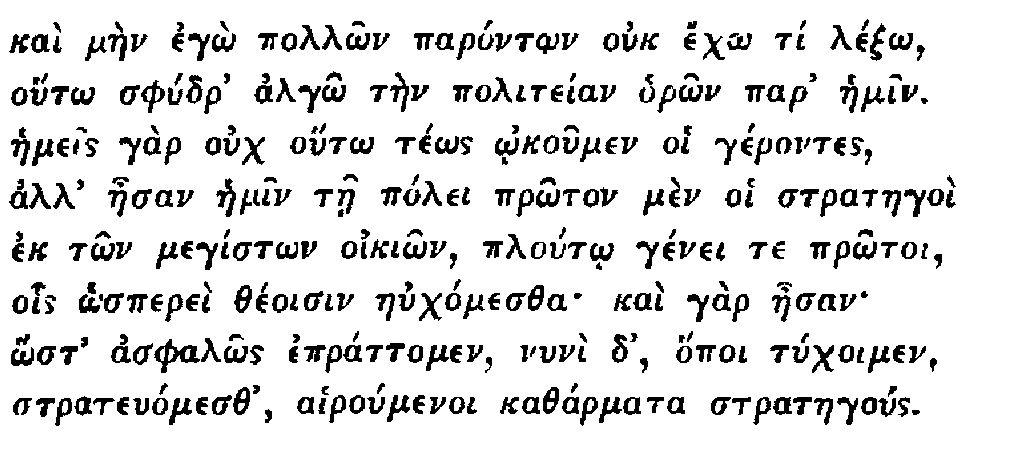 καὶ μὴν ἐγὼ πολλῶν παρόντων οὐκ ἔχω τί λέξω,
οὕτω σφόδρ’ ἀλγῶ τὴν πολιτείαν ὁρῶν παρ’ ἡμῖν.
ἡμεῖς γὰρ οὐχ οὕτω τέως ᾠκοῦμεν οἱ γέροντες,
ἀλλ’ ἦσαν ἡμῖν τῇ πόλει πρῶτον μὲν οἱ στρατηγοὶ
ἐκ τῶν μεγίστων οἰκιῶν, πλούτῳ γένει τε πρῶτοι,
οἷς ὡσπερεὶ θέοισιν ηὐχόμεσθα· καὶ γὰρ ἦσαν·
ὥστ’ ἀσφαλῶς ἐπράττομεν, νυνὶ δ’, ὅποι τύχοιμεν,
στρατευόμεσθ’, αἱρούμενοι καθάρματα στρατηγούς.